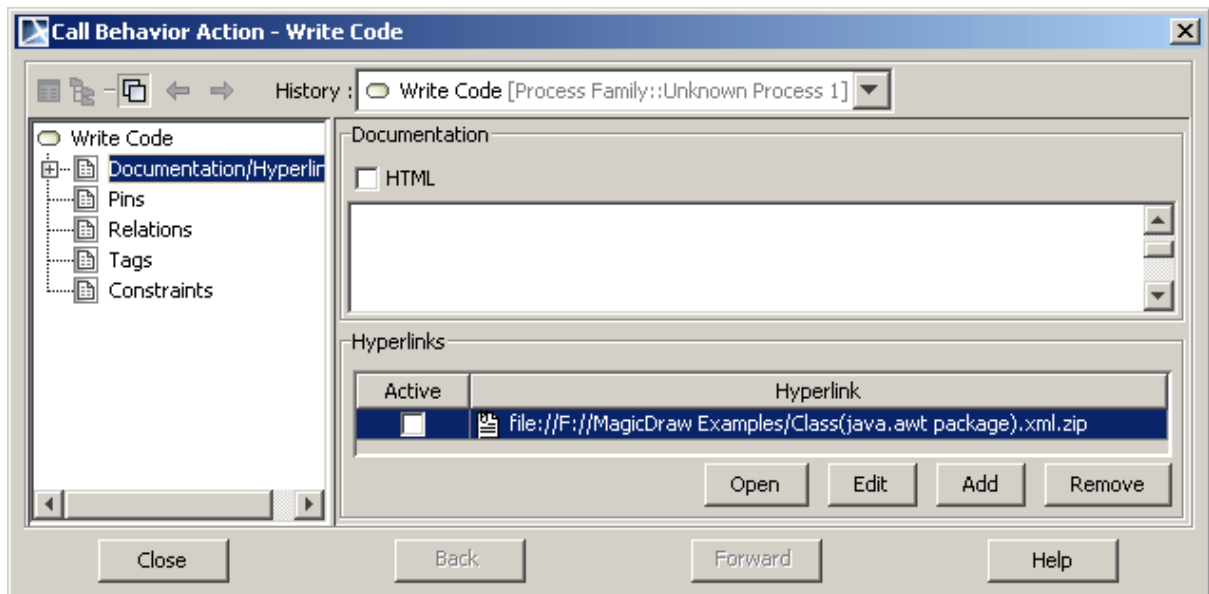 Call Behavior Action - Write Code
History : Write Code [Process Family::Unknown Process 1]
Write Code
Documentation/Hyperlin
Pins
Relations
Tags
Constraints
Documentation
HTML
Hyperlinks
Active Hyperlink
file://F://MagicDraw Examples/Class(java.awt package).xml.zip
Open Edit Add Remove
Close Back Forward Help